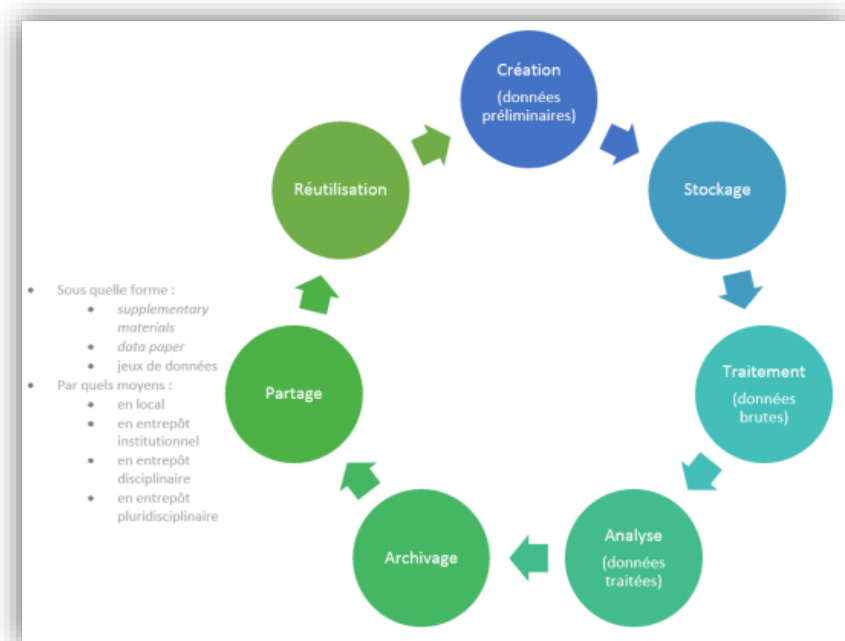 Création
(données
préliminaires)
Stockage
Traitement
(données
brutes)
Analyse
(données
traitées)
Archivage
Partage
Réutilisation
• Sous quelle forme :
• supplementary
materials
• data paper
• jeux de données
• Par quels moyens :
• en local
• en entrepôt
institutionnel
• en entrepôt
disciplinaire
• en entrepôt
pluridisciplinaire